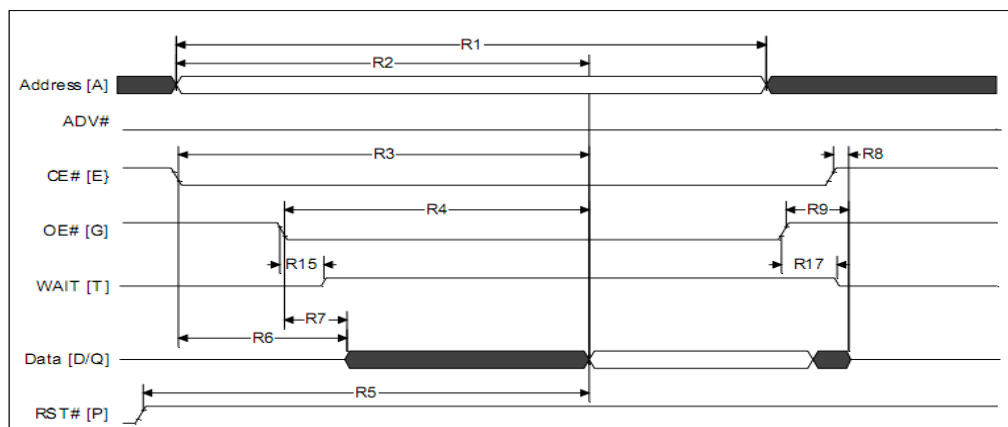 R1
R2
Address [A]
ADV#
R3
R8
CE# [E}
R4
R9
OE# [G]
R15
R17
WAIT [T]
R7
R6
Data [D/Q]
R5
RST# [P]